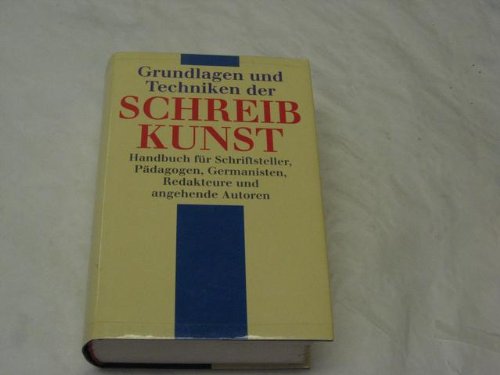 Grundlagen und
Techniken der
SCHREIB
KUNST
Handbuch für Schriftsteller,
Pädagogen, Germanisten,
Redakteure und
angehende Autoren